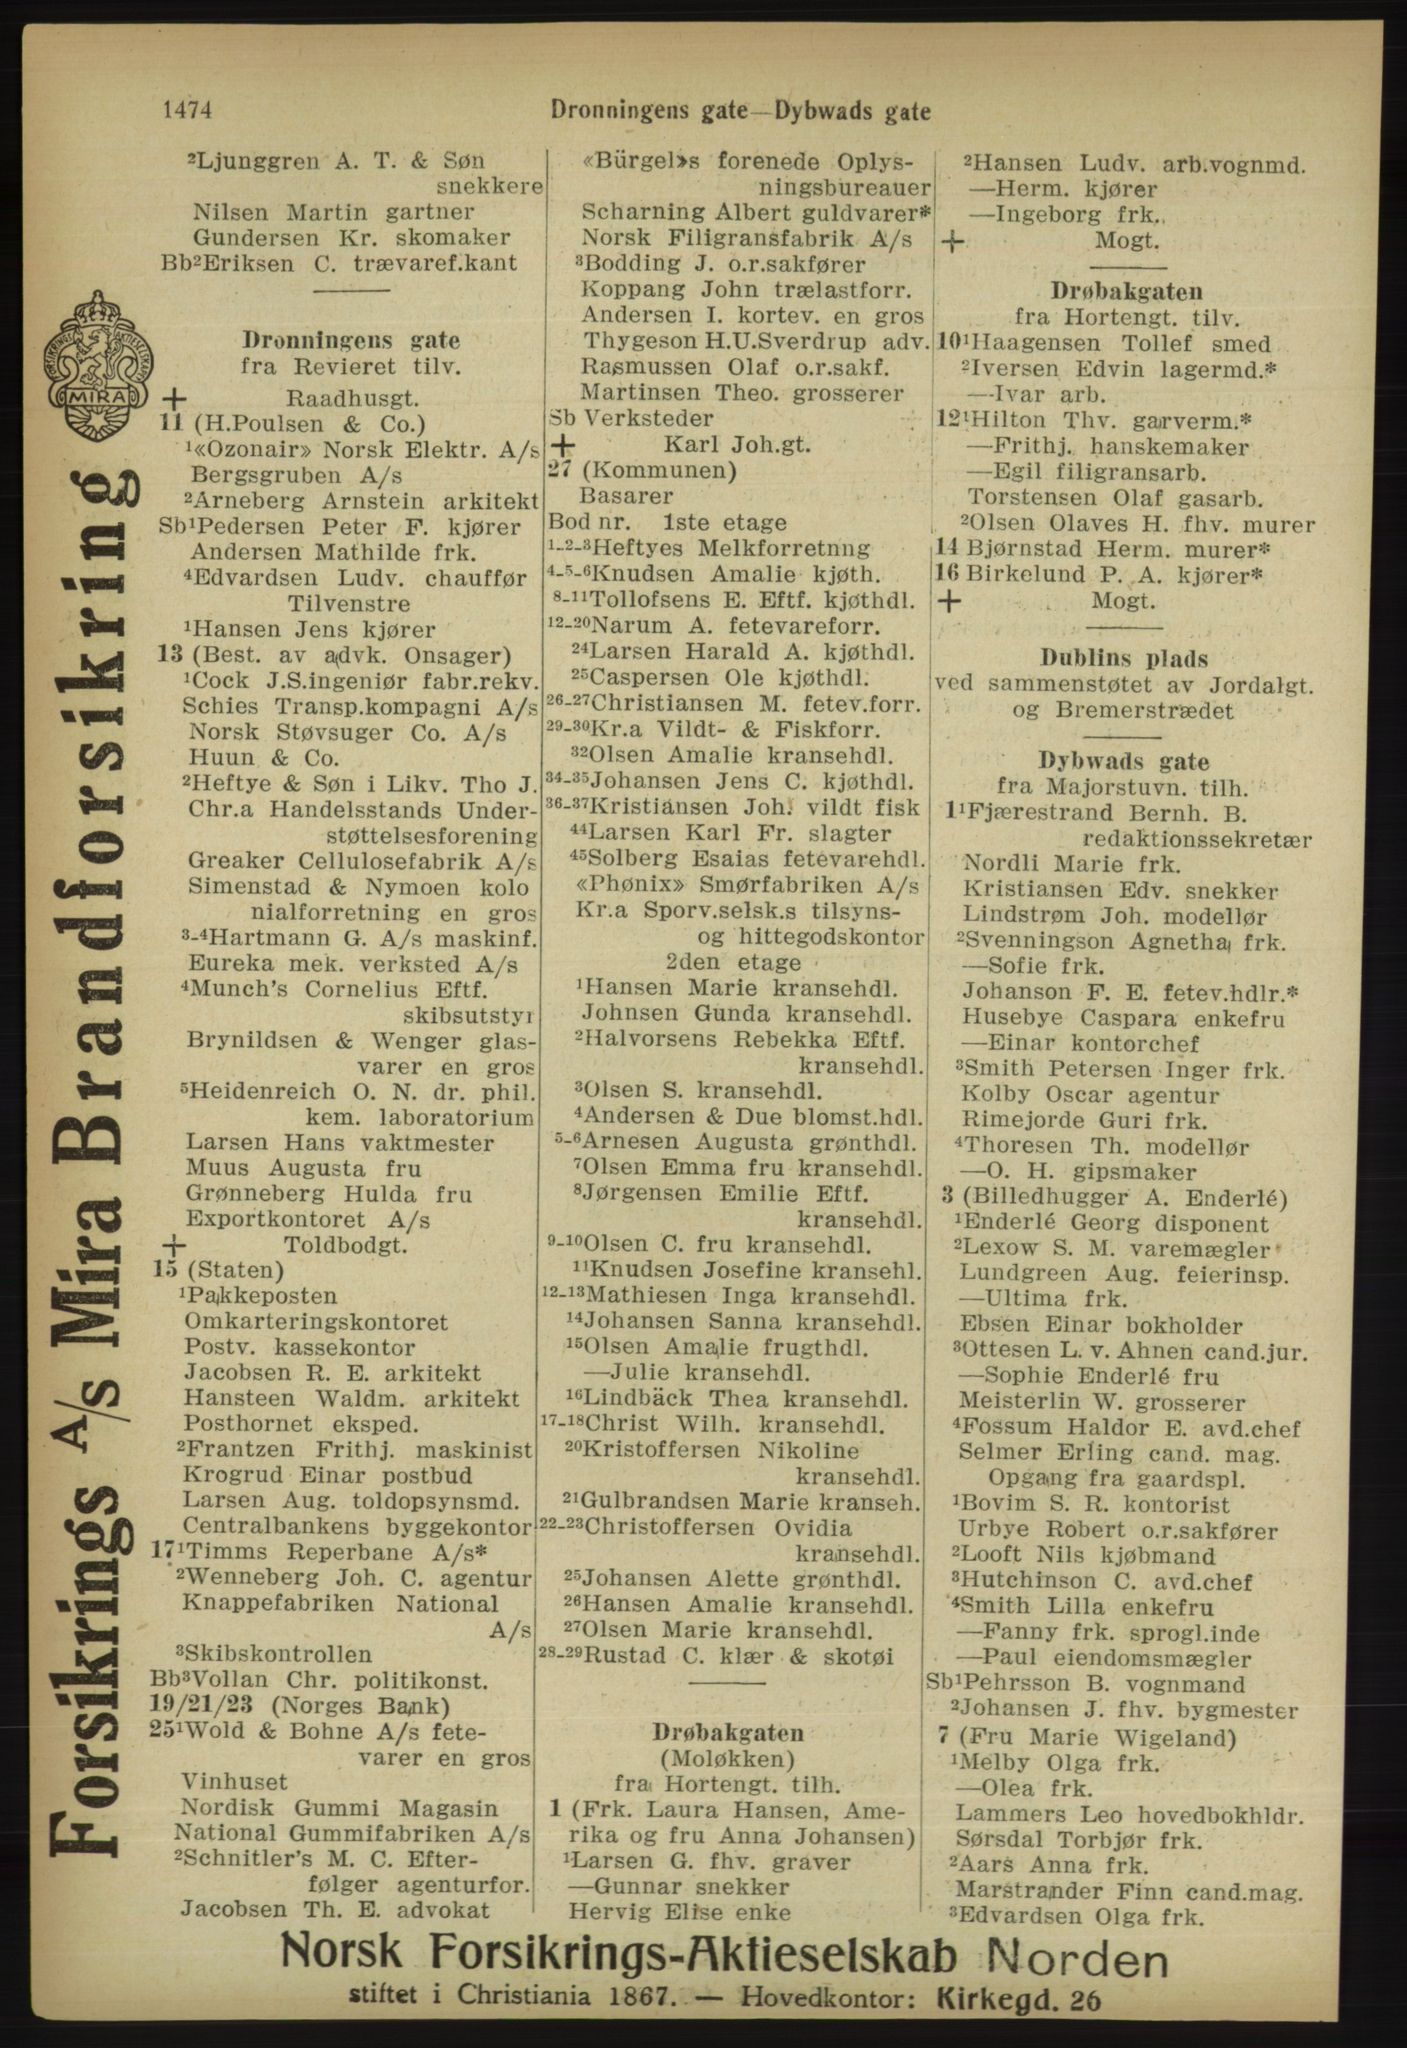 1474
Dronningens gate—Dybwads gate
²Ljunggren A. T. & Søn
snekkere
Nilsen Martin gartner
Gundersen Kr. skomaker
Bb²Eriksen C. trævaref.kant
Dronningens gate
fra Revieret tilv.
+ Raadhusgt.
11 (H.Poulsen & Co.)
¹«Ozonair» Norsk Elektr. A/s
Bergsgruben A/s
²Arneberg Arnstein arkitekt
Sb¹Pedersen Peter F. kjører
Andersen Mathilde frk.
⁴Edvardsen Ludv. chauffør
Tilvenstre
¹Hansen Jens kjører
13 (Best. av advk. Onsager)
¹Cock J.S.ingeniør fabr.rekv.
Schies Transp.kompagni A/s
Norsk Støvsuger Co. A/s
Huun & Co.
²Heftye & Søn i Likv. Tho J.
Chr.a Handelsstands Under-
støttelsesforening
Greaker Cellulosefabrik A/s
Simenstad & Nymoen kolo
nialforretning en gros
³-⁴Hartmann G. A/s maskinf.
Eureka mek. verksted A/s
⁴Munch's Cornelius Eftf.
skibsutstyr
Brynildsen & Wenger glas-
varer en gros
⁵Heidenreich O. N. dr. phil.
kem. laboratorium
Larsen Hans vaktmester
Muus Augusta fru
Grønneberg Hulda fru
Exportkontoret A/s
+ Toldbodgt.
15 (Staten)
¹Pakkeposten
Omkarteringskontoret
Postv. kassekontor
Jacobsen R. E. arkitekt
Hansteen Waldm. arkitekt
Posthornet eksped.
²Frantzen Frithj. maskinist
Krogrud Einar postbud
Larsen Aug. toldopsynsmd.
Centralbankens byggekontor
17¹Timms Reperbane A/s*
²Wenneberg Joh. C. agentur
Knappefabriken National
A/s
³Skibskontrollen
Bb³Vollan Chr. politikonst.
19/21/23 (Norges Bank)
25¹Wold & Bohne A/s fete-
varer en gros
Vinhuset
Nordisk Gummi Magasin
National Gummifabriken A/s
²Schnitler's M. C. Efter-
følger agenturfor.
Jacobsen Th. E. advokat
«Bürgel»s forenede Oplys-
ningsbureauer
Scharning Albert guldvarer*
Norsk Filigransfabrik A/s
³Bodding J. o.r.sakfører
Koppang John trælastforr.
Andersen I. kortev. en gros
Thygeson H.U.Sverdrup adv.
Rasmussen Olaf o.r.sakf.
Martinsen Theo. grosserer
Sb Verksteder
+ Karl Joh.gt.
27 (Kommunen)
Basarer
Bod nr. 1ste etage
¹-²-³Heftyes Melkforretnng
⁴-⁵-⁶Knudsen Amalie kjøth.
⁸-¹¹Tollofsens E. Eftf. kjøthdl.
¹²-²⁰Narum A. fetevareforr.
²⁴Larsen Harald A. kjøthdl.
²⁵Caspersen Ole kjøthdl.
²⁶-²⁷Christiansen M. fetev.forr.
²⁹-³⁰Kr.a Vildt- & Fiskforr.
³²Olsen Amalie kransehdl.
³⁴-³⁵Johansen Jens C. kjøthdl.
³⁶-³⁷Kristiansen Joh. vildt fisk
⁴⁴Larsen Karl Fr. slagter
⁴⁵Solberg Esaias fetevarehdl.
«Phønix» Smørfabriken A/s
Kr.a Sporv.selsk.s tilsyns-
og hittegodskontor
2den etage
¹Hansen Marie kransehdl.
Johnsen Gunda kransehdl.
²Halvorsens Rebekka Eftf.
kransehdl.
³Olsen S. kransehdl.
⁴Andersen & Due blomst.hdl.
⁵-⁶Arnesen Augusta grønthdl.
⁷Olsen Emma fru kransehdl.
⁸Jørgensen Emilie Eftf.
kransehdl.
⁹-¹⁰Olsen C. fru kransehdl.
¹¹Knudsen Josefine kransehl.
¹²-¹³Mathiesen Inga kransehdl.
¹⁴Johansen Sanna kransehdl.
¹⁵Olsen Amalie frugthdl.
—Julie kransehdl.
¹⁶Lindbäck Thea kransehdl.
¹⁷-¹⁸Christ Wilh. kransehdl.
²⁰Kristoffersen Nikoline
kransehdl.
²¹Gulbrandsen Marie kranseh.
²²-²³Christoffersen Ovidia
kransehdl.
²⁵Johansen Alette grønthdl.
²⁶Hansen Amalie kransehdl.
²⁷Olsen Marie kransehdl.
²⁸-²⁹Rustad C. klær & skotøi
Drøbakgaten
(Moløkken)
fra Hortengt. tilh.
1 (Frk. Laura Hansen, Ame-
rika og fru Anna Johansen)
¹Larsen G. fhv. graver
—Gunnar snekker
Hervig Elise enke
²Hansen Ludv. arb.vognmd.
—Herm. kjører
—Ingeborg frk.
+ Mogt.
Drøbakgaten
fra Hortengt. tilv.
10¹Haagensen Tollef smed
²Iversen Edvin lagermd.*
—Ivar arb.
12¹Hilton Thv. garverm.*
—Frithj. hanskemaker
—Egil filigransarb.
Torstensen Olaf gasarb.
²Olsen Olaves H. fhv. murer
14 Bjørnstad Herm. murer*
16 Birkelund P. A. kjører*
+ Mogt.
Dublins plads
ved sammenstøtet av Jordalgt.
og Bremerstrædet
Dybwads gate
fra Majorstuvn. tilh.
1¹Fjærestrand Bernh. B.
redaktionssekretær
Nordli Marie frk.
Kristiansen Edv. snekker
Lindstrøm Joh. modellør
²Svenningson Agnetha frk.
—Sofie frk.
Johanson F. E. fetev.hdlr.*
Husebye Caspara enkefru
—Einar kontorchef
³Smith Petersen Inger frk.
Kolby Oscar agentur
Rimejorde Guri frk.
⁴Thoresen Th. modellør
—O. H. gipsmaker
3 (Billedhugger A. Enderlé)
¹Enderlé Georg disponent
²Lexow S. M. varemægler
Lundgreen Aug. feierinsp.
—Ultima frk.
Ebsen Einar bokholder
³Ottesen L. v. Ahnen cand.jur.
—Sophie Enderlé fru
Meisterlin W. grosserer
⁴Fossum Haldor E. avd.chef
Selmer Erling cand. mag.
Opgang fra gaardspl.
¹Bovim S. R. kontorist
Urbye Robert o.r.sakfører
²Looft Nils kjøbmand
³Hutchinson C. avd.chef
⁴Smith Lilla enkefru
—Fanny frk. sprogl.inde
—Paul eiendomsmægler
Sb¹Pehrsson B. vognmand
²Johansen J. fhv. bygmester
7 (Fru Marie Wigeland)
¹Melby Olga frk.
—Olea frk.
Lammers Leo hovedbokhldr.
Sørsdal Torbjør frk.
²Aars Anna frk.
Marstrander Finn cand.mag.
³Edvardsen Olga frk.
MIRA
Forsikrings A/s Mira Brandforsikring
Norsk Forsikrings-Aktieselskab Norden
stiftet i Christiania 1867. — Hovedkontor: Kirkegd. 26